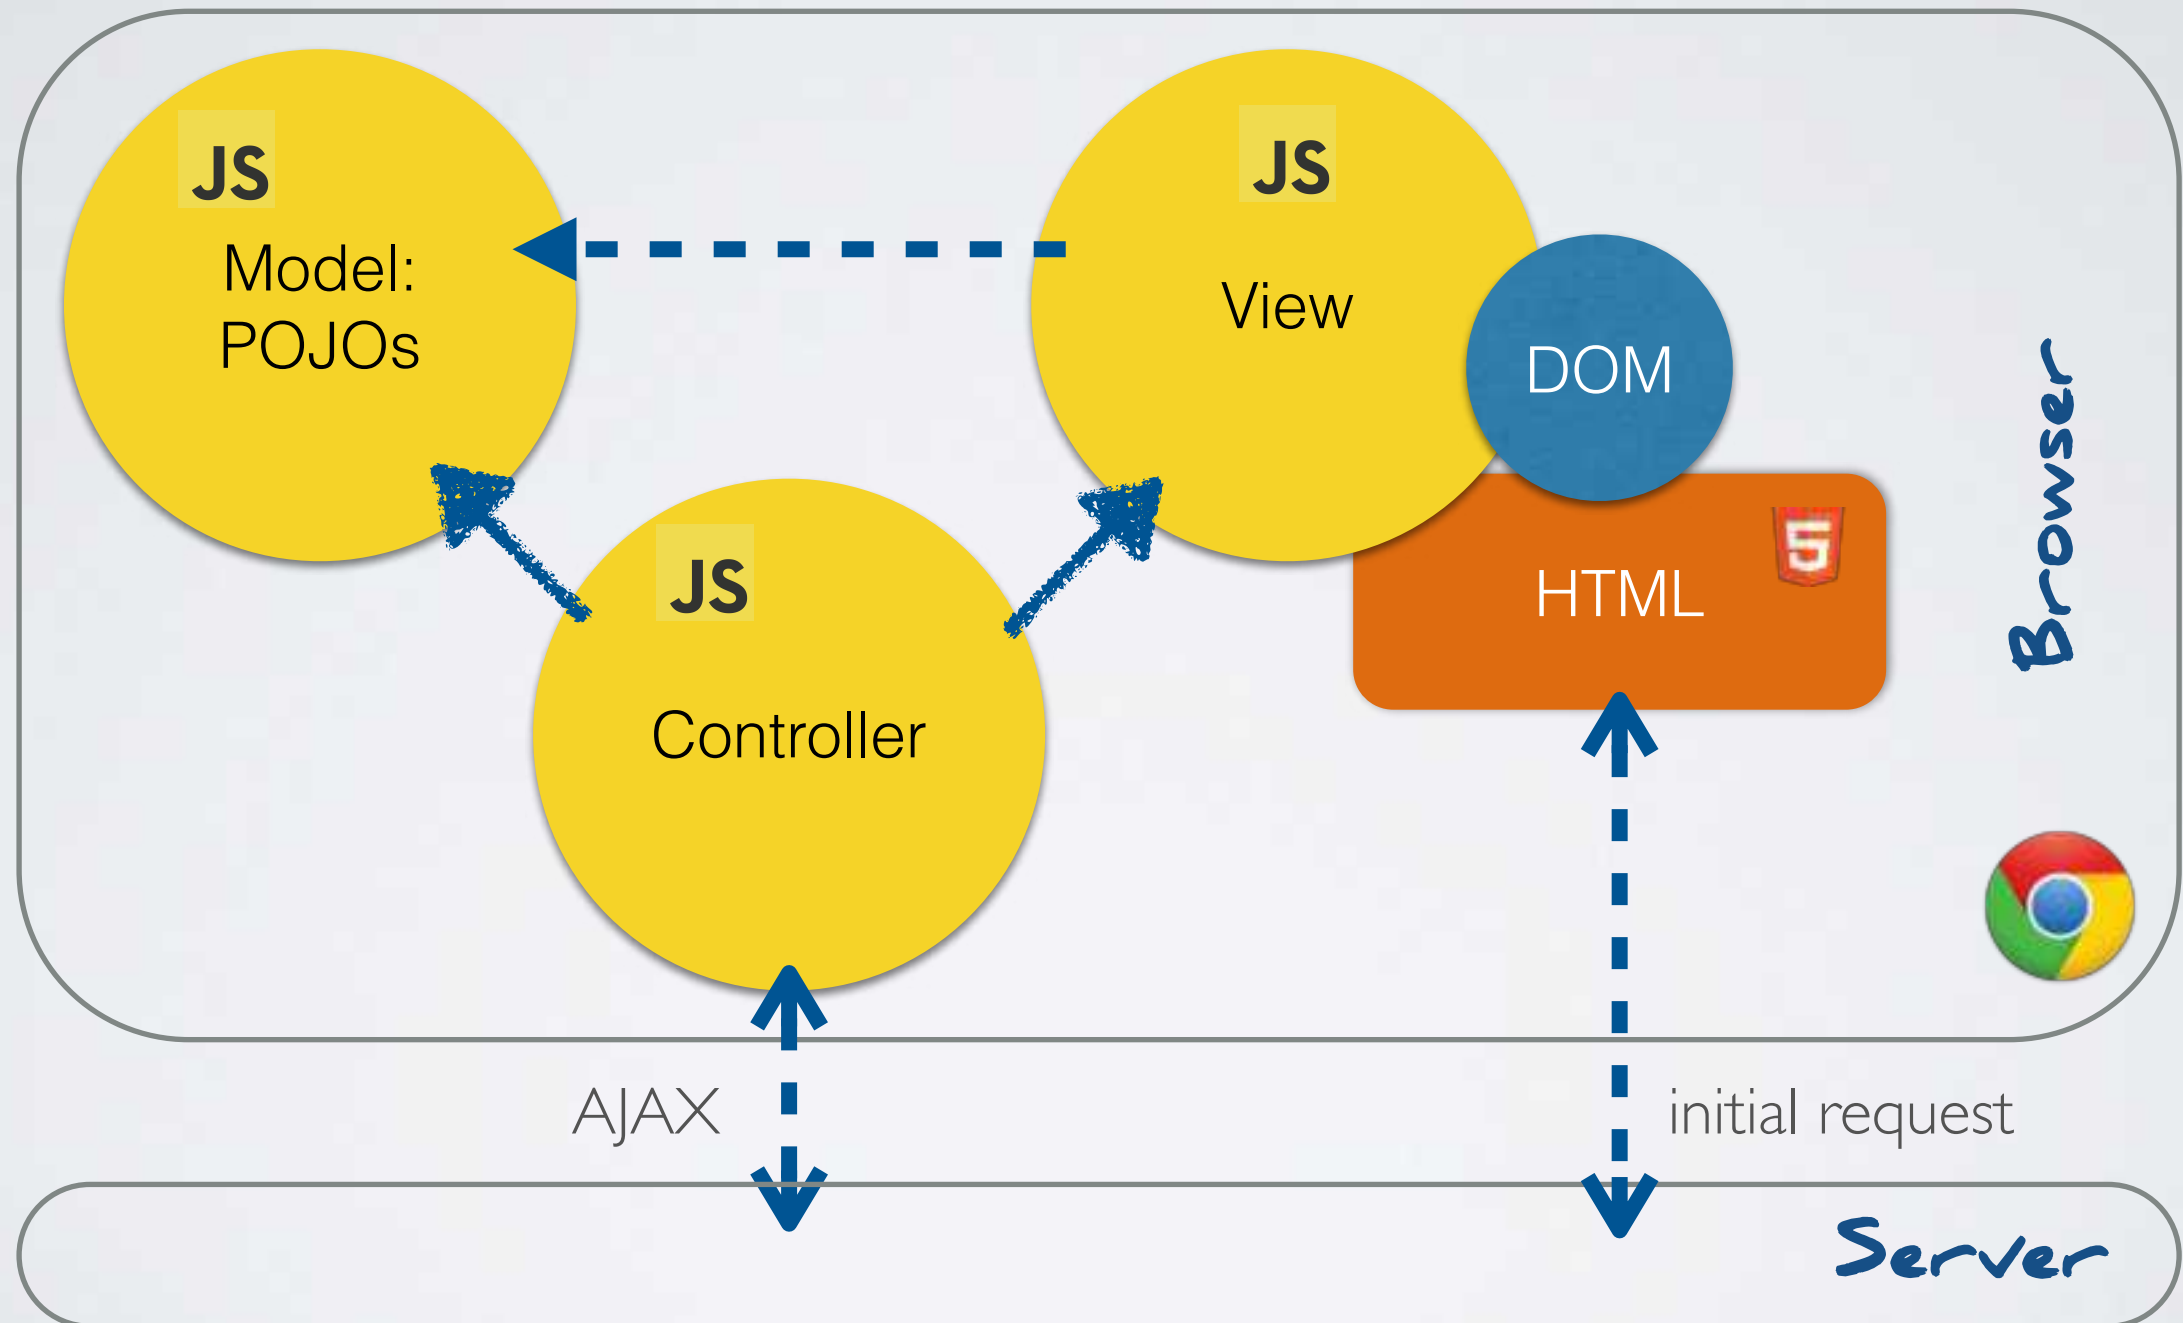 JS
Model:
POJOs
JS
View
DOM
HTML
5
JS
Controller
Browser
AJAX
initial request
Server